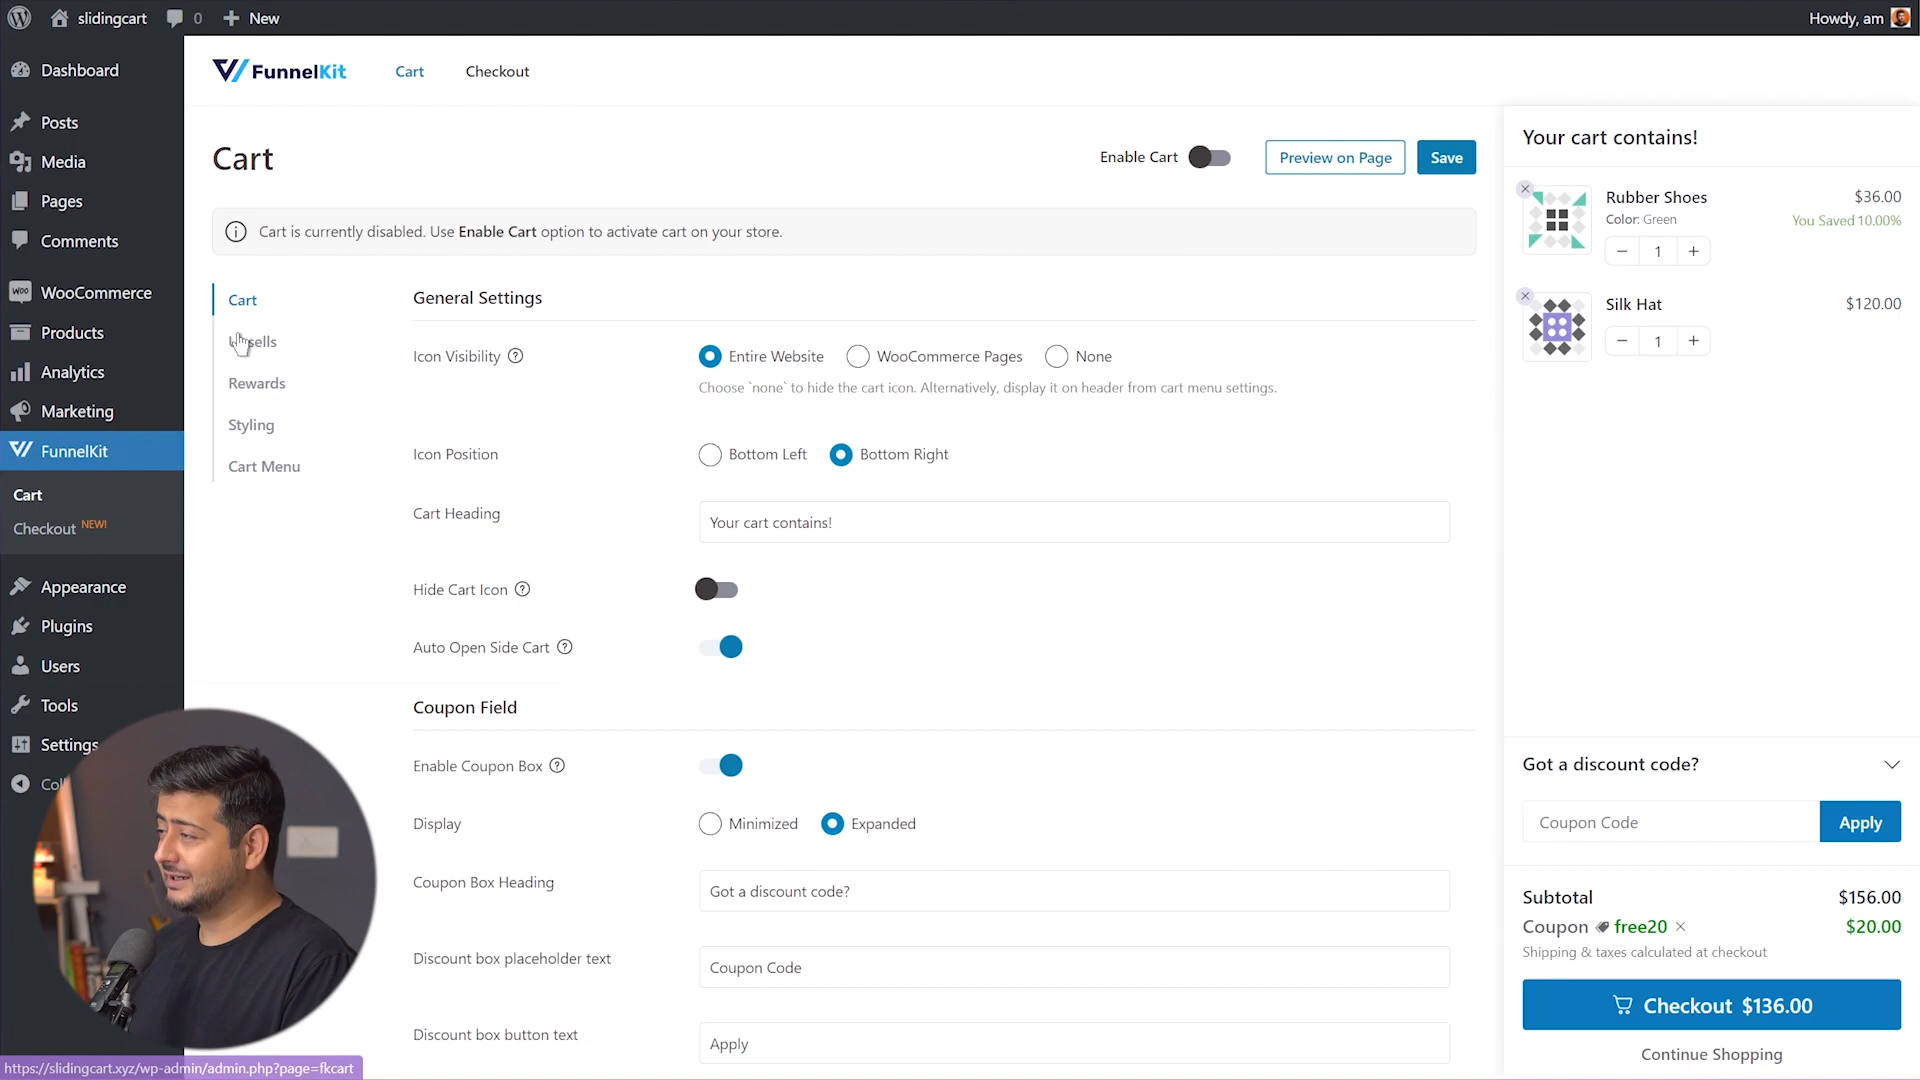 slidingcart
0
New
Howdy, am
Dashboard
Posts
Media
Pages
Comments
WooCommerce
Products
Analytics
Marketing
FunnelKit
Cart
Checkout NEW!
Appearance
Plugins
Users
Tools
Settings
FunnelKit
Cart
Checkout
Cart
Enable Cart
Preview on Page
Save
Cart is currently disabled. Use Enable Cart option to activate cart on your store.
Cart
Rewards
Styling
Cart Menu
General Settings
Icon Visibility ?
Entire Website
WooCommerce Pages
None
Choose `none` to hide the cart icon. Alternatively, display it on header from cart menu settings.
Icon Position
Bottom Left
Bottom Right
Cart Heading
Your cart contains!
Hide Cart Icon ?
Auto Open Side Cart ?
Coupon Field
Enable Coupon Box ?
Display
Minimized
Expanded
Coupon Box Heading
Got a discount code?
Discount box placeholder text
Coupon Code
Discount box button text
Apply
Your cart contains!
Rubber Shoes
$36.00
Color: Green
You Saved 10.00%
− 1 +
Silk Hat
$120.00
− 1 +
Got a discount code?
Coupon Code
Apply
Subtotal
$156.00
Coupon free20 ×
$20.00
Shipping & taxes calculated at checkout
Checkout $136.00
Continue Shopping
https://slidingcart.xyz/wp-admin/admin.php?page=fkcart